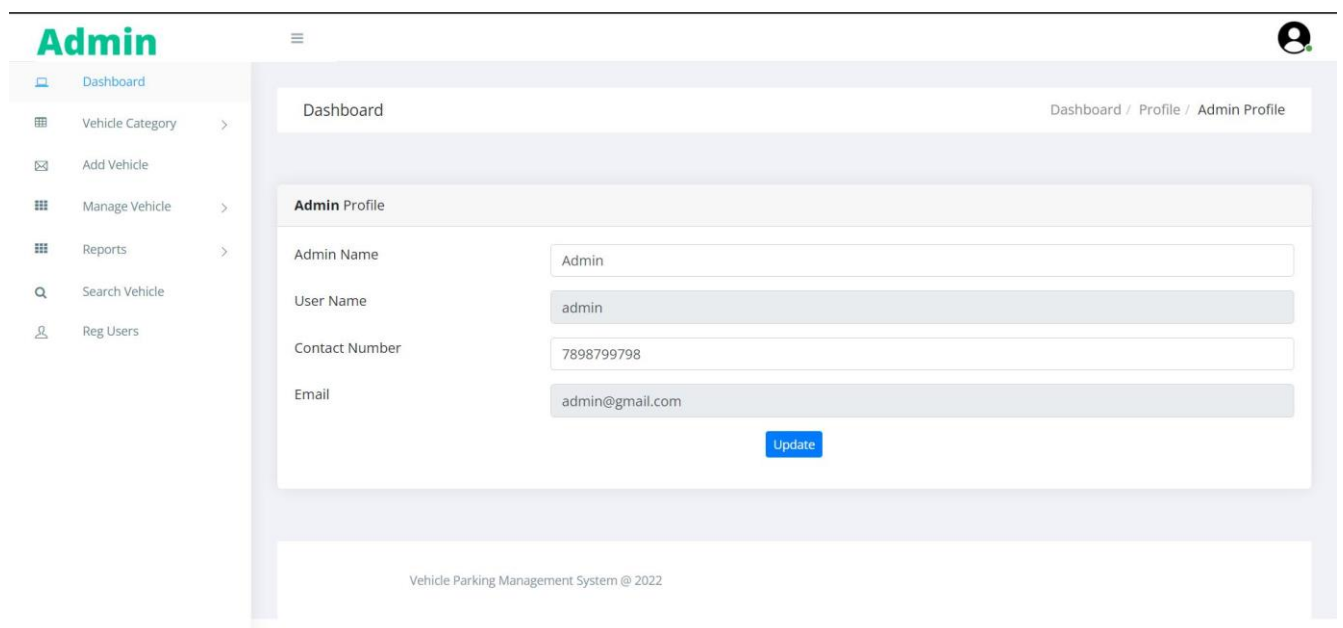 Admin
Dashboard
Vehicle Category
Add Vehicle
Manage Vehicle
Reports
Search Vehicle
Reg Users
Dashboard
Dashboard / Profile / Admin Profile
Admin Profile
Admin Name
Admin
User Name
admin
Contact Number
7898799798
Email
admin@gmail.com
Update
Vehicle Parking Management System @ 2022